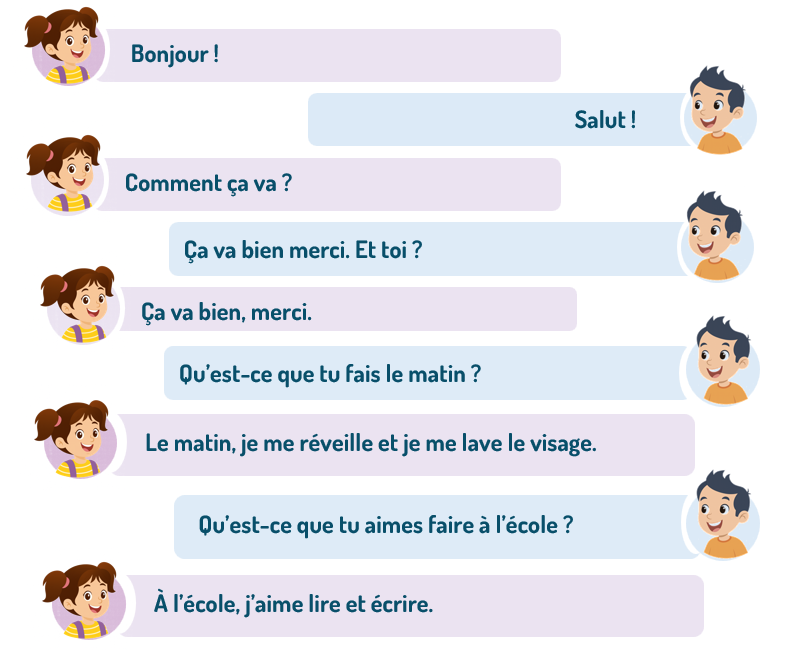 Bonjour !
Salut !
Comment ça va ?
Ça va bien merci. Et toi ?
Ça va bien, merci.
Qu’est-ce que tu fais le matin ?
Le matin, je me réveille et je me lave le visage.
Qu’est-ce que tu aimes faire à l’école ?
À l’école, j’aime lire et écrire.